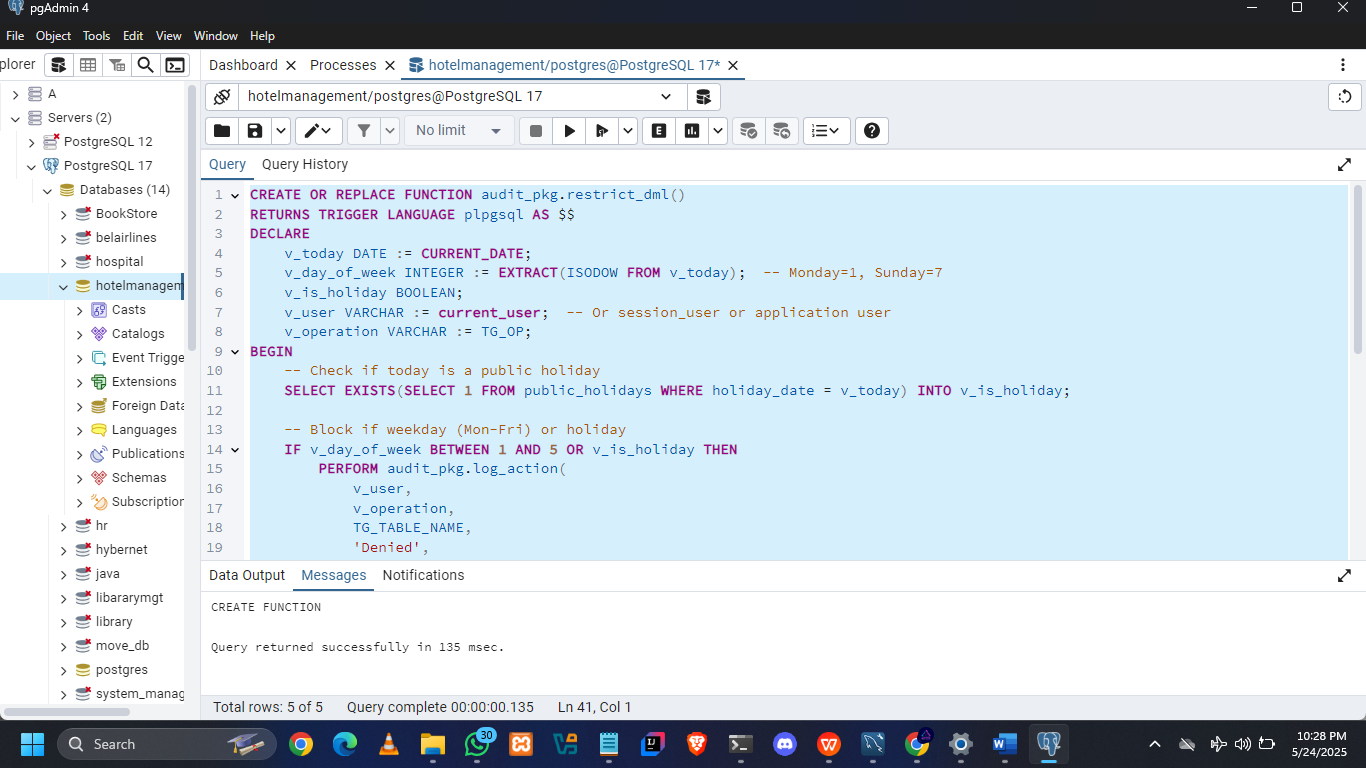 pgAdmin 4
File Object Tools Edit View Window Help
plorer
Dashboard Processes hotelmanagement/postgres@PostgreSQL 17*
A
Servers (2)
PostgreSQL 12
PostgreSQL 17
Databases (14)
BookStore
belairlines
hospital
hotelmanagem
Casts
Catalogs
Event Trigge
Extensions
Foreign Data
Languages
Publications
Schemas
Subscription
hr
hybernet
java
libararymgt
library
move_db
postgres
system_manag
hotelmanagement/postgres@PostgreSQL 17
No limit
E
Query Query History
1 CREATE OR REPLACE FUNCTION audit_pkg.restrict_dml()
2 RETURNS TRIGGER LANGUAGE plpgsql AS $$
3 DECLARE
4 v_today DATE := CURRENT_DATE;
5 v_day_of_week INTEGER := EXTRACT(ISODOW FROM v_today); -- Monday=1, Sunday=7
6 v_is_holiday BOOLEAN;
7 v_user VARCHAR := current_user; -- Or session_user or application user
8 v_operation VARCHAR := TG_OP;
9 BEGIN
10 -- Check if today is a public holiday
11 SELECT EXISTS(SELECT 1 FROM public_holidays WHERE holiday_date = v_today) INTO v_is_holiday;
12
13 -- Block if weekday (Mon-Fri) or holiday
14 IF v_day_of_week BETWEEN 1 AND 5 OR v_is_holiday THEN
15 PERFORM audit_pkg.log_action(
16 v_user,
17 v_operation,
18 TG_TABLE_NAME,
19 'Denied',
Data Output Messages Notifications
CREATE FUNCTION
Query returned successfully in 135 msec.
Total rows: 5 of 5 Query complete 00:00:00.135 Ln 41, Col 1
Search
30
10:28 PM
5/24/2025